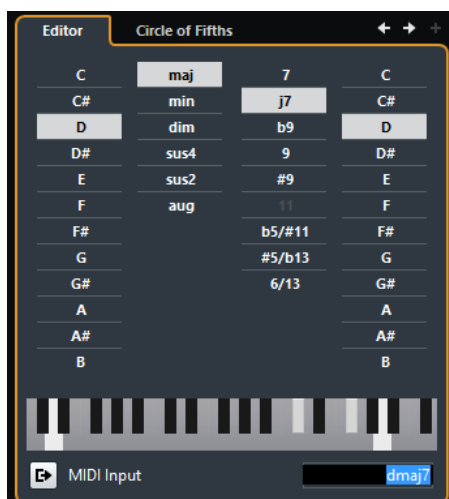 Editor Circle of Fifths
C maj 7 C
C# min j7 C#
D dim b9 D
D# sus4 9 D#
E sus2 #9 E
F aug 11 F
F# b5/#11 F#
G #5/b13 G
G# 6/13 G#
A A
A# A#
B B
MIDI Input dmaj7